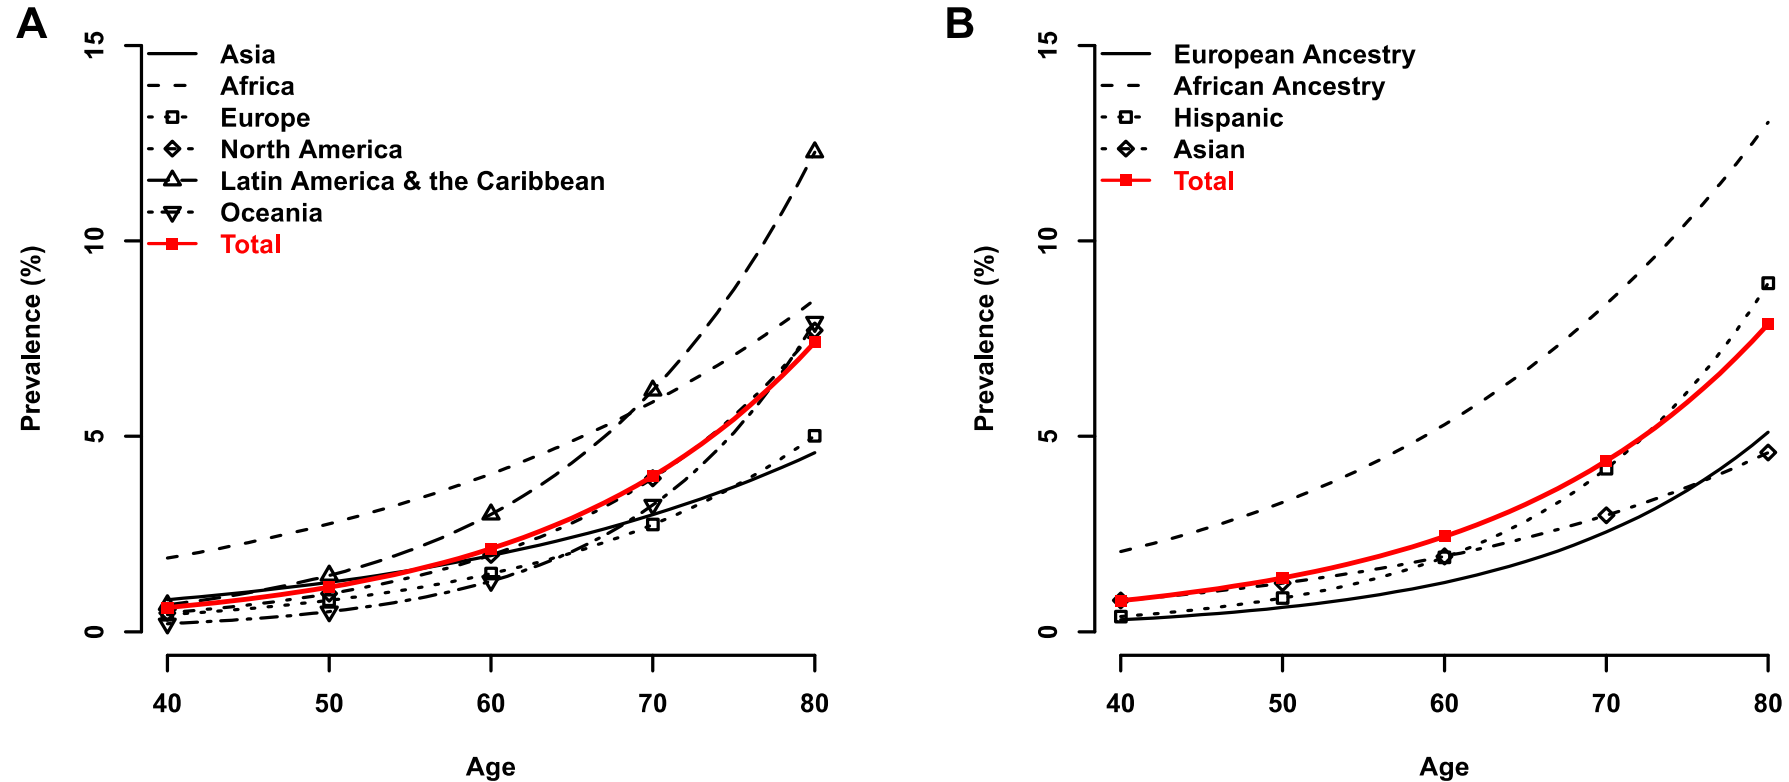 A
Asia
Africa
Europe
North America
Latin America & the Caribbean
Oceania
Total
Prevalence (%)
15
10
5
0
40 50 60 70 80
Age
B
European Ancestry
African Ancestry
Hispanic
Asian
Total
Prevalence (%)
15
10
5
0
40 50 60 70 80
Age